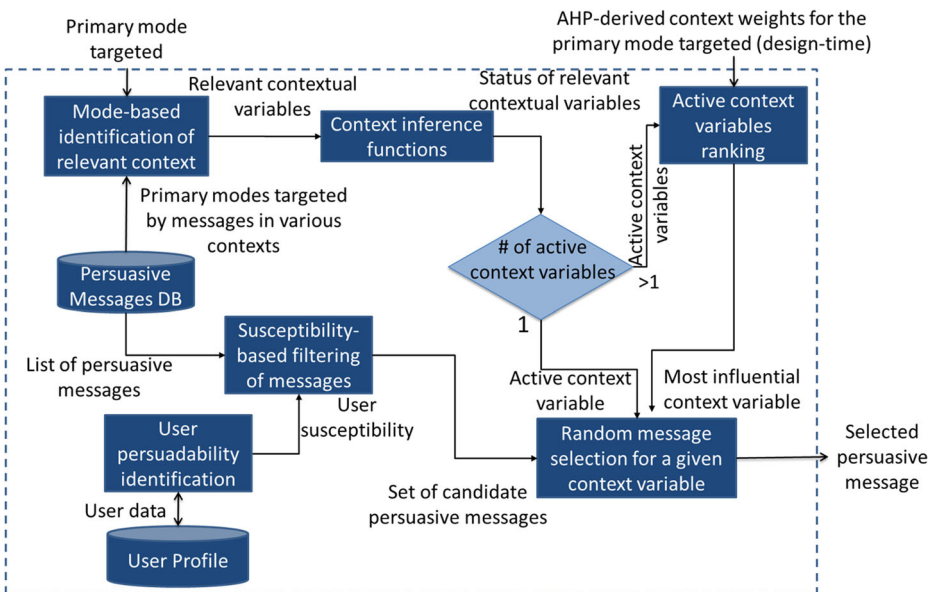 Primary mode
targeted
AHP-derived context weights for the
primary mode targeted (design-time)
Relevant contextual
variables
Status of relevant
contextual variables
Mode-based
identification of
relevant context
Context inference
functions
Active context
variables
ranking
Active context
variables
Primary modes targeted
by messages in various
contexts
# of active
context variables
>1
1
Persuasive
Messages DB
List of persuasive
messages
Susceptibility-
based filtering
of messages
Active context
variable
Most influential
context variable
User
susceptibility
User
persuadability
identification
Random message
selection for a given
context variable
Selected
persuasive
message
Set of candidate
persuasive messages
User data
User Profile